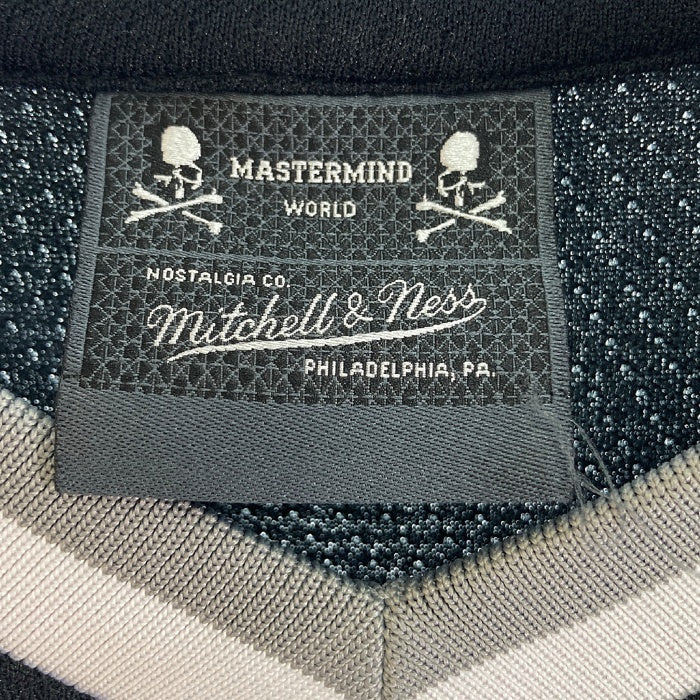 MASTERMIND
WORLD
NOSTALGIA CO.
Mitchell & Ness
PHILADELPHIA, PA.